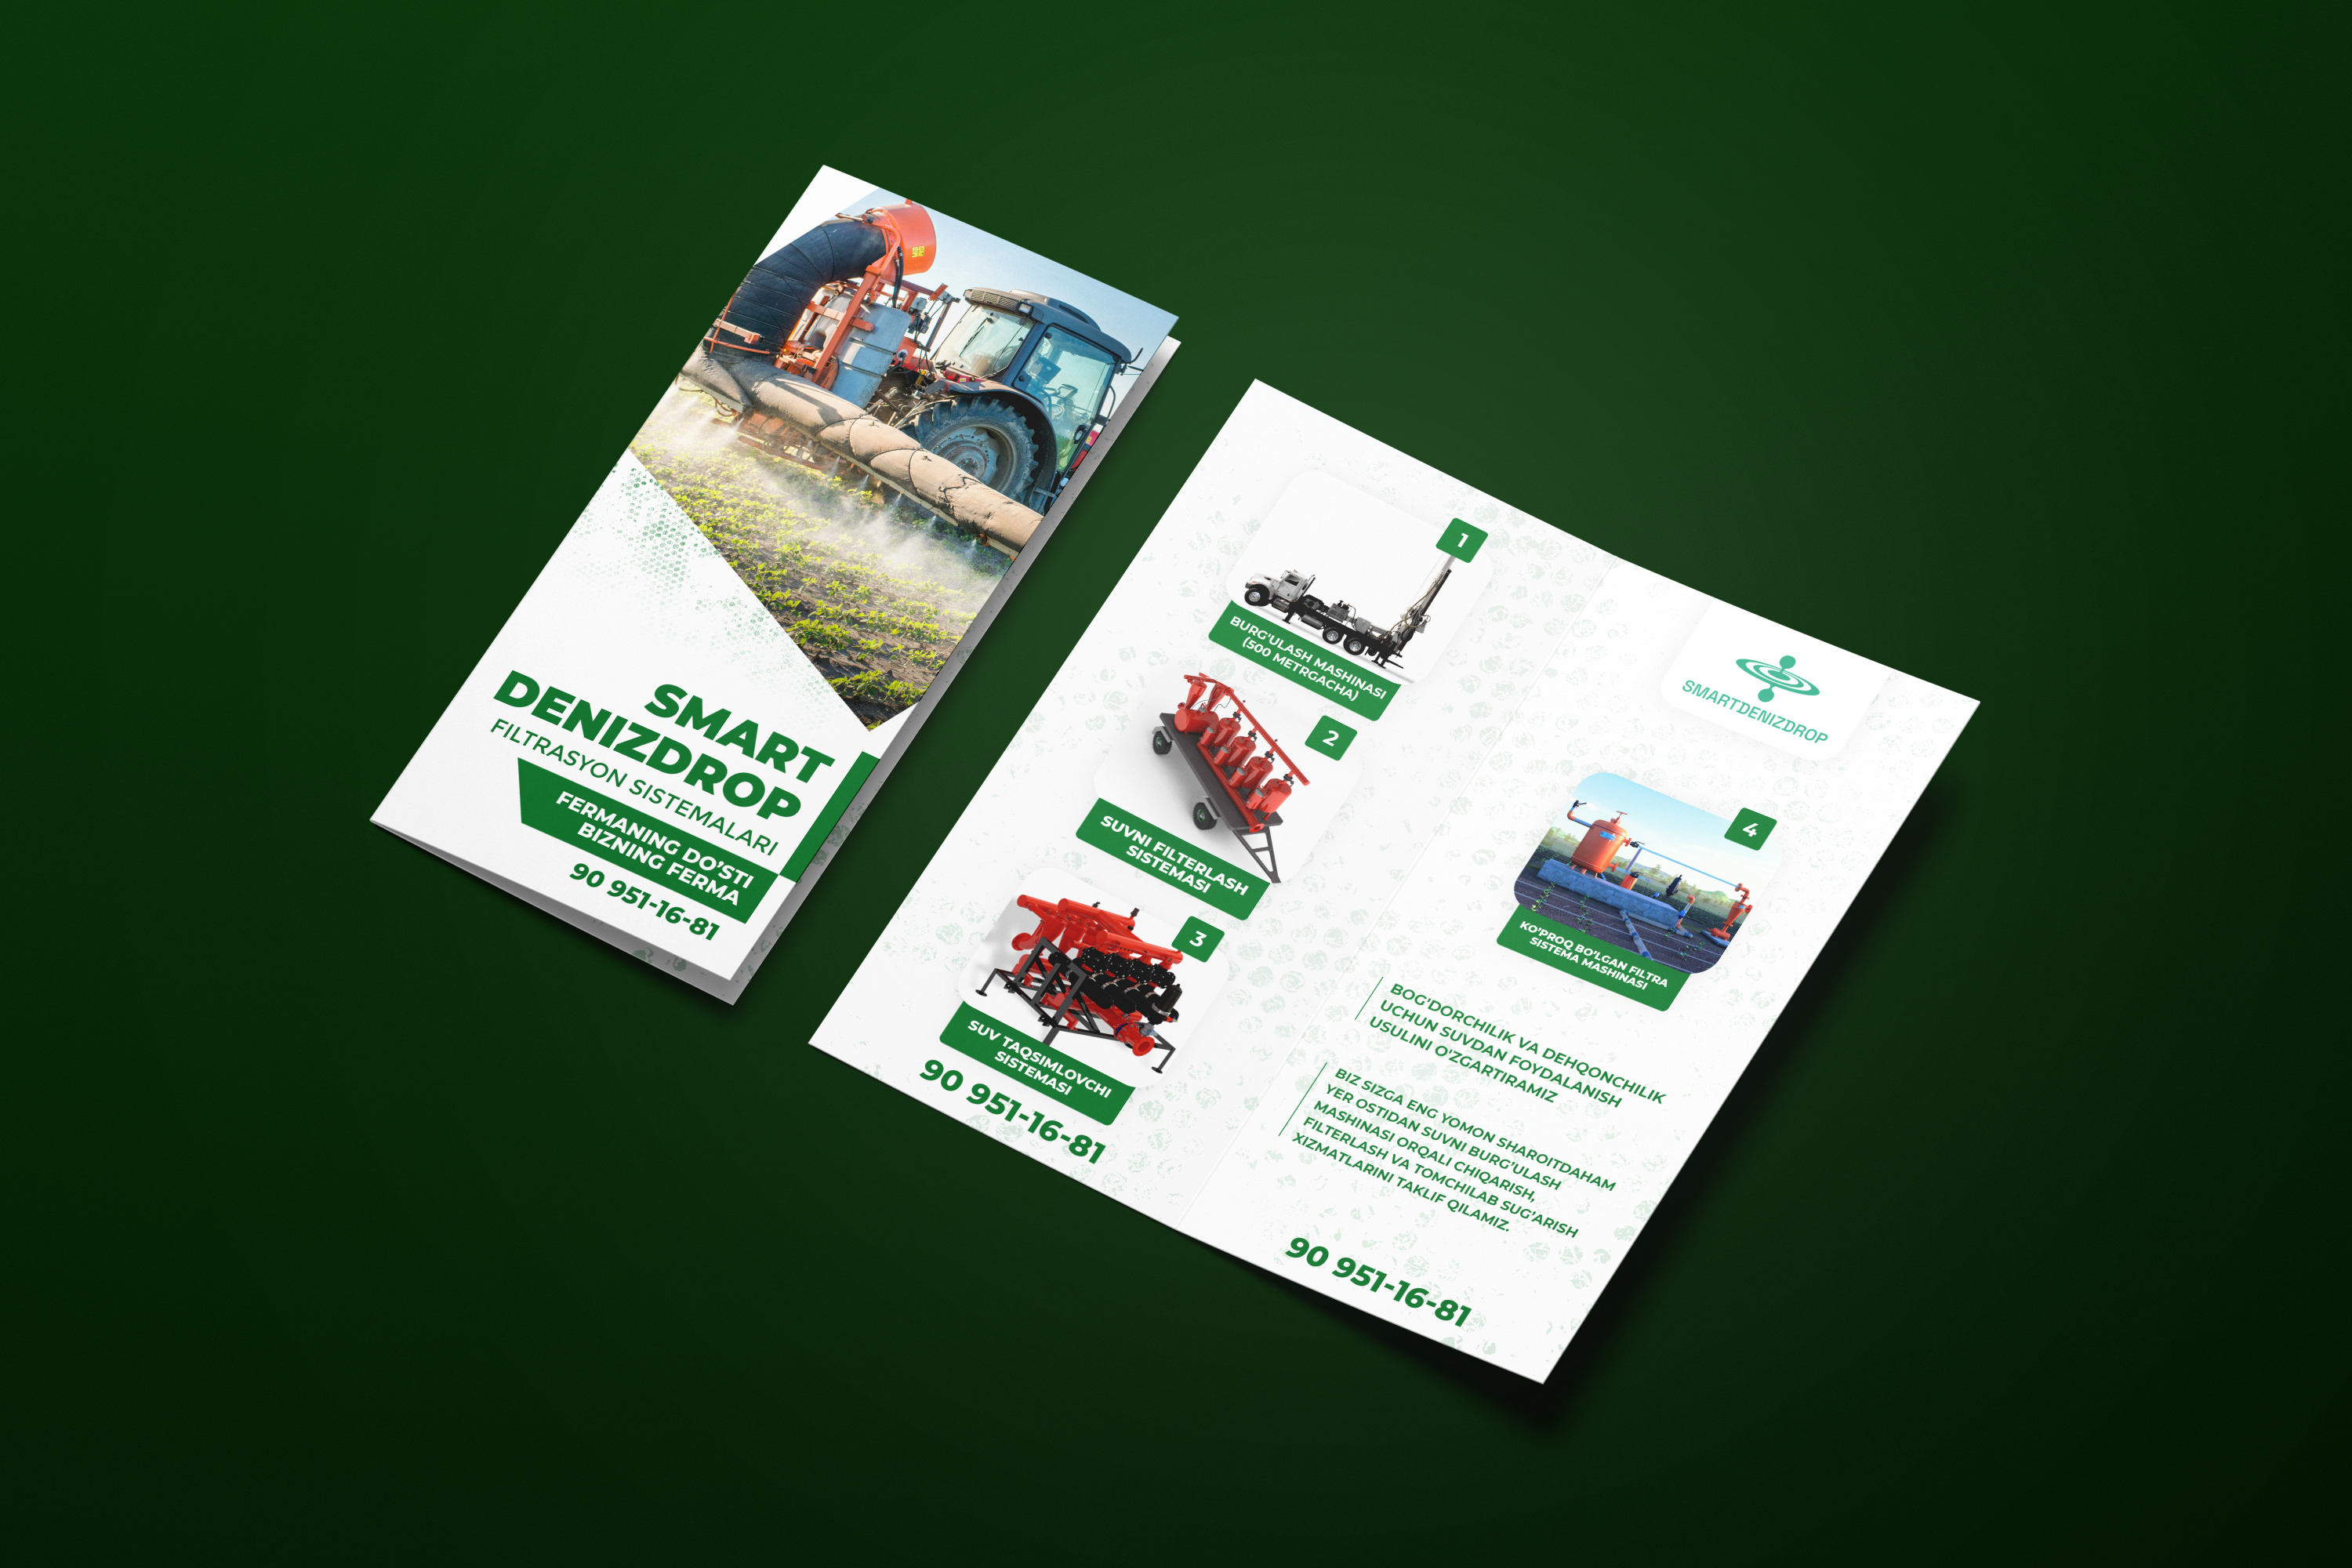 SMART
DENIZDROP
FILTRASYON SISTEMALARI
FERMANING DO'STI
BIZNING FERMA
90 951-16-81
1
BURG'ULASH MASHINASI
(500 METRGACHA)
2
SUVNI FILTERLASH
SISTEMASI
3
SUV TAQSIMLOVCHI
SISTEMASI
90 951-16-81
SMARTDENIZDROP
4
KO'PROQ BO'LGAN FILTRA
SISTEMA MASHINASI
BOG'DORCHILIK VA DEHQONCHILIK
UCHUN SUVDAN FOYDALANISH
USULINI O'ZGARTIRAMIZ
BIZ SIZGA ENG YOMON SHAROITDAHAM
YER OSTIDAN SUVNI BURG'ULASH
MASHINASI ORQALI CHIQARISH,
FILTERLASH VA TOMCHILAB SUG'ARISH
XIZMATLARINI TAKLIF QILAMIZ.
90 951-16-81